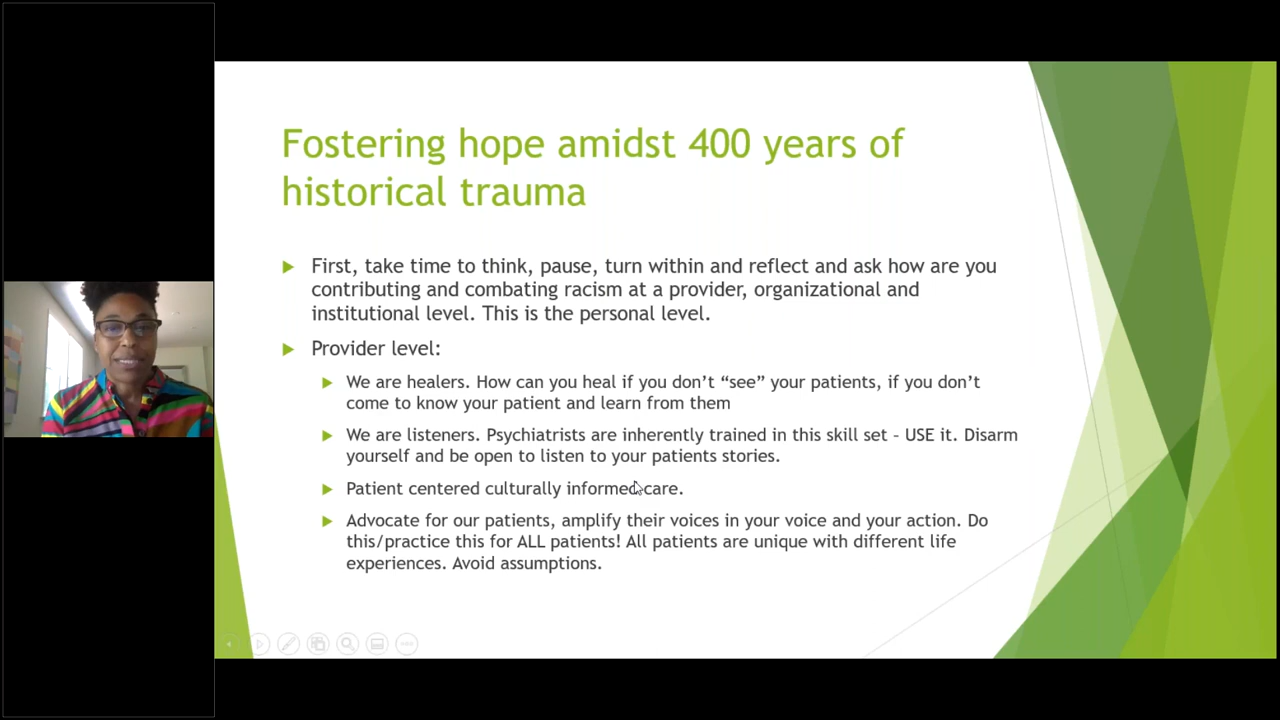 Fostering hope amidst 400 years of
historical trauma
First, take time to think, pause, turn within and reflect and ask how are you
contributing and combating racism at a provider, organizational and
institutional level. This is the personal level.
Provider level:
We are healers. How can you heal if you don’t “see” your patients, if you don’t
come to know your patient and learn from them
We are listeners. Psychiatrists are inherently trained in this skill set – USE it. Disarm
yourself and be open to listen to your patients stories.
Patient centered culturally informed care.
Advocate for our patients, amplify their voices in your voice and your action. Do
this/practice this for ALL patients! All patients are unique with different life
experiences. Avoid assumptions.